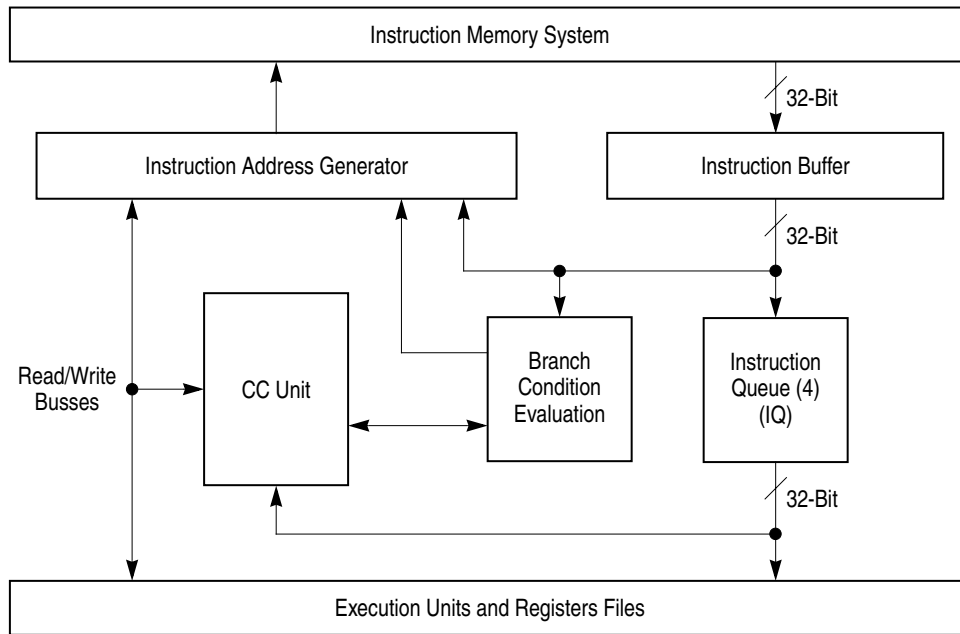 Instruction Memory System
32-Bit
Instruction Address Generator
Instruction Buffer
32-Bit
Read/Write
Busses
CC Unit
Branch
Condition
Evaluation
Instruction
Queue (4)
(IQ)
32-Bit
Execution Units and Registers Files